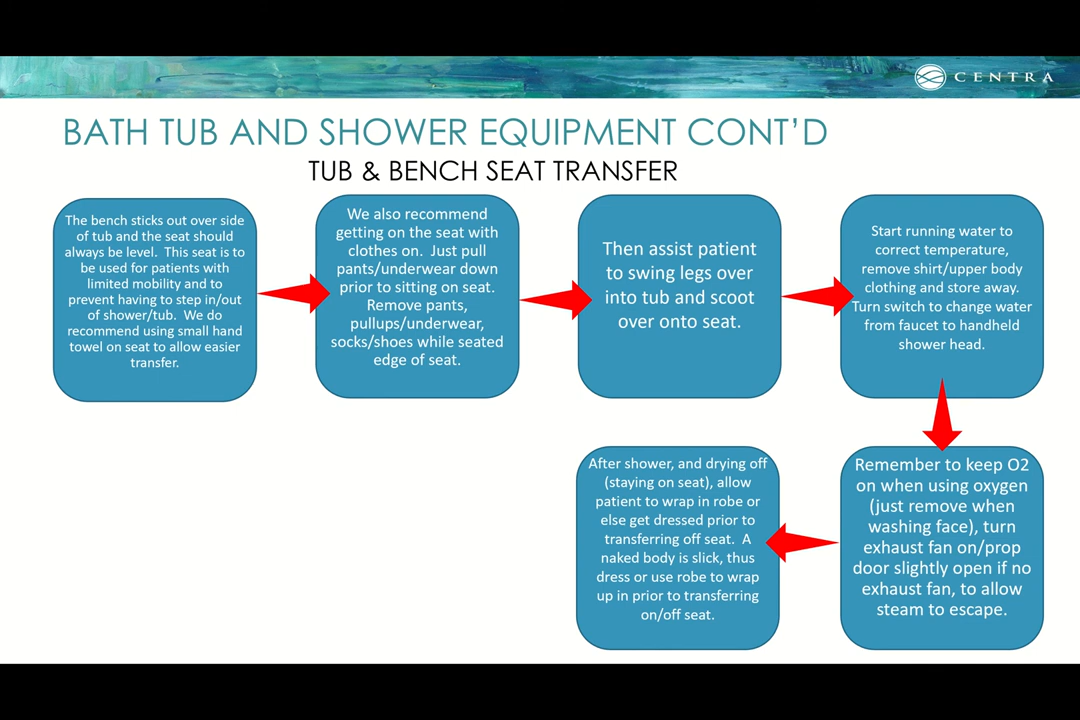 CENTRA
BATH TUB AND SHOWER EQUIPMENT CONT'D
TUB & BENCH SEAT TRANSFER
The bench sticks out over side
of tub and the seat should
always be level.  This seat is to
be used for patients with
limited mobility and to
prevent having to step in/out
of shower/tub.  We do
recommend using small hand
towel on seat to allow easier
transfer.
We also recommend
getting on the seat with
clothes on.  Just pull
pants/underwear down
prior to sitting on seat.
Remove pants,
pullups/underwear,
socks/shoes while seated
edge of seat.
Then assist patient
to swing legs over
into tub and scoot
over onto seat.
Start running water to
correct temperature,
remove shirt/upper body
clothing and store away.
Turn switch to change water
from faucet to handheld
shower head.
Remember to keep O2
on when using oxygen
(just remove when
washing face), turn
exhaust fan on/prop
door slightly open if no
exhaust fan, to allow
steam to escape.
After shower, and drying off
(staying on seat), allow
patient to wrap in robe or
else get dressed prior to
transferring off seat.  A
naked body is slick, thus
dress or use robe to wrap
up in prior to transferring
on/off seat.